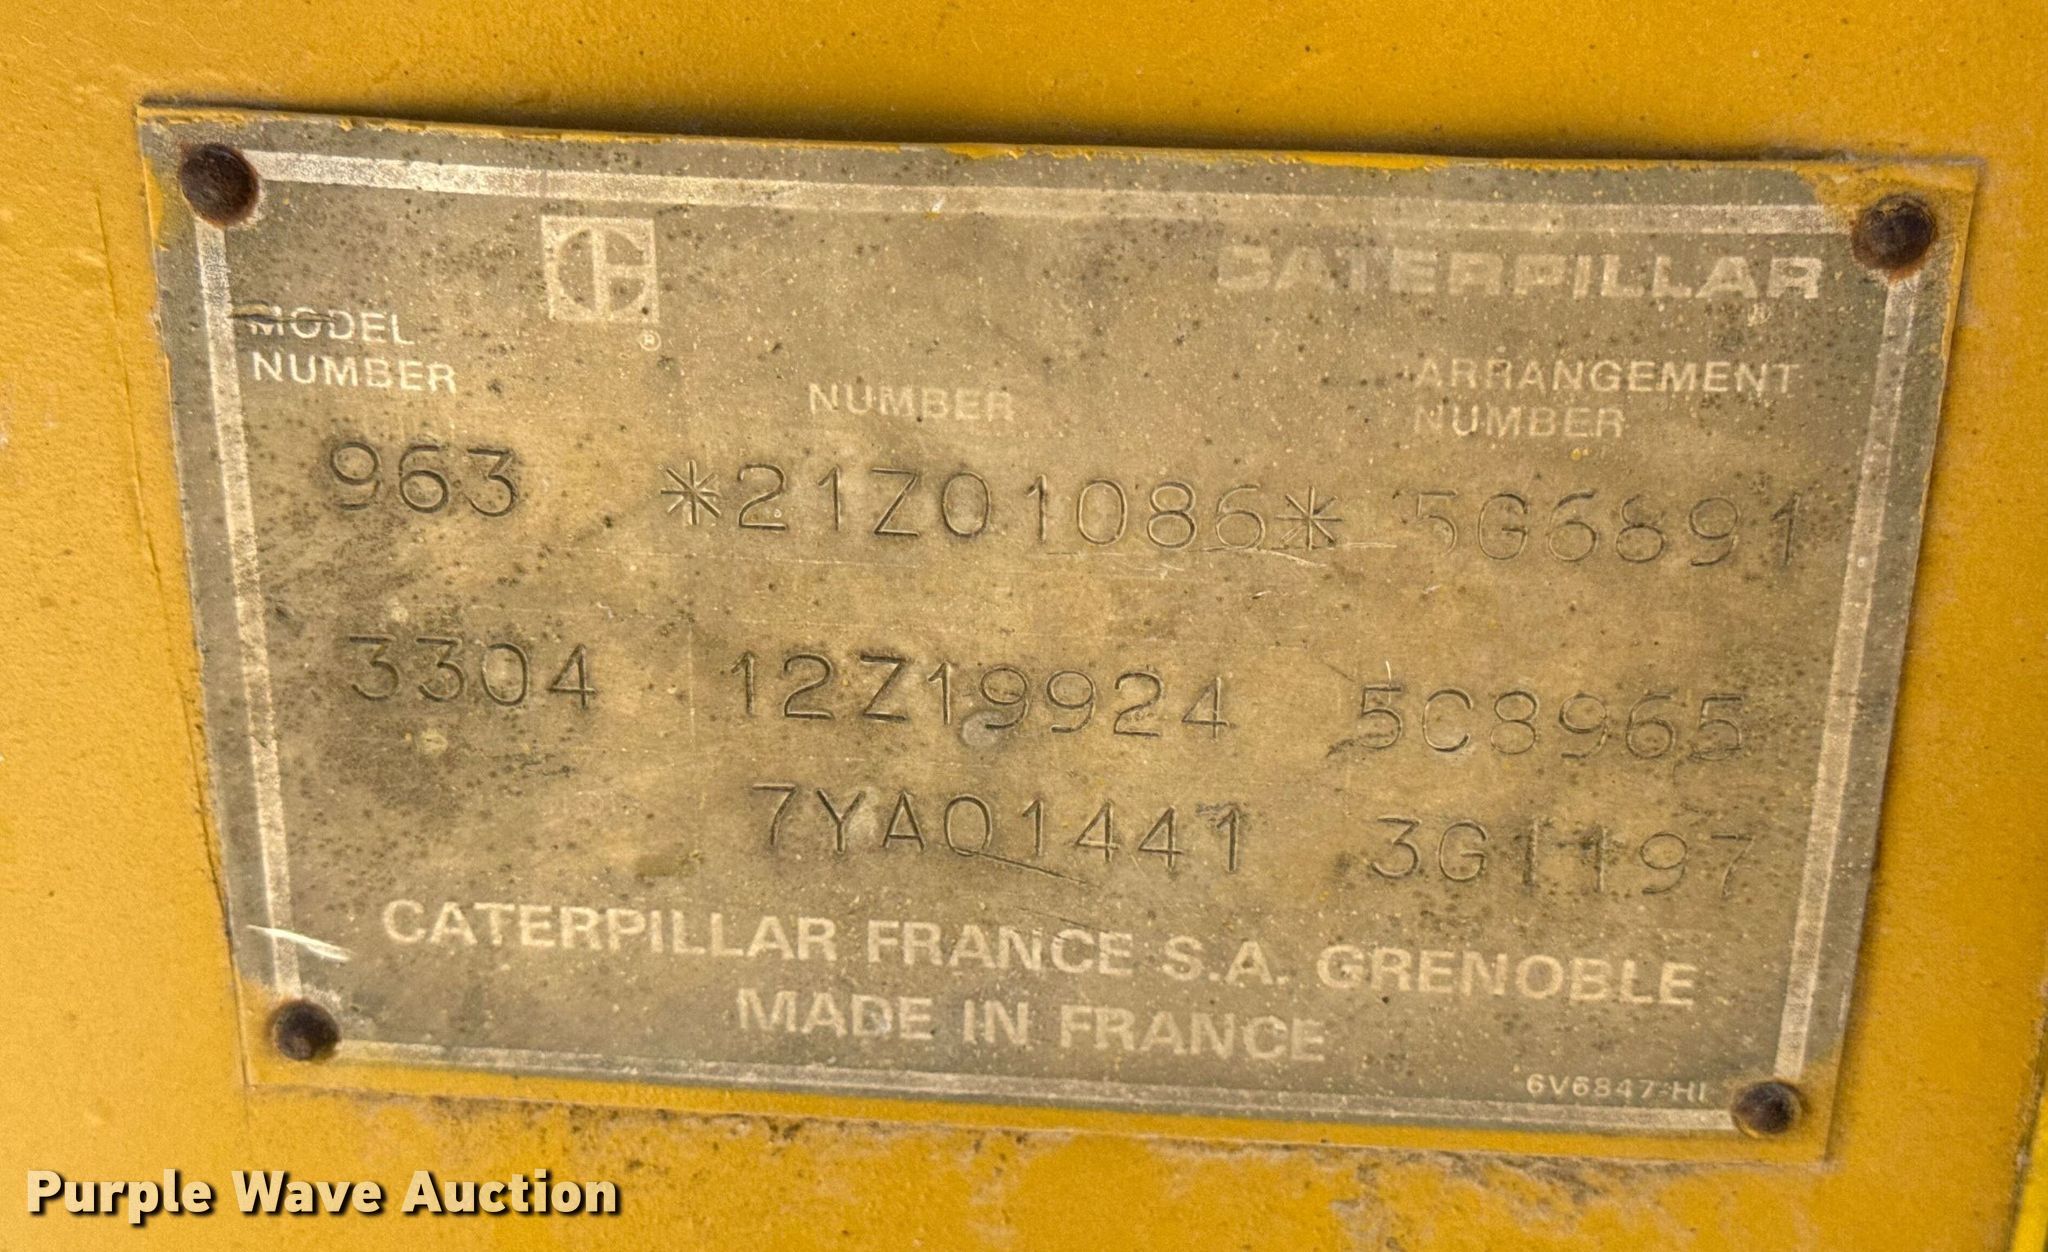 CATERPILLAR
®
MODEL
NUMBER
NUMBER
ARRANGEMENT
NUMBER
963 *21Z01086* 5G6891
3304 12Z19924 5C8965
7YA01441 3G1197
CATERPILLAR FRANCE S.A. GRENOBLE
MADE IN FRANCE
6V6847-HI
Purple Wave Auction